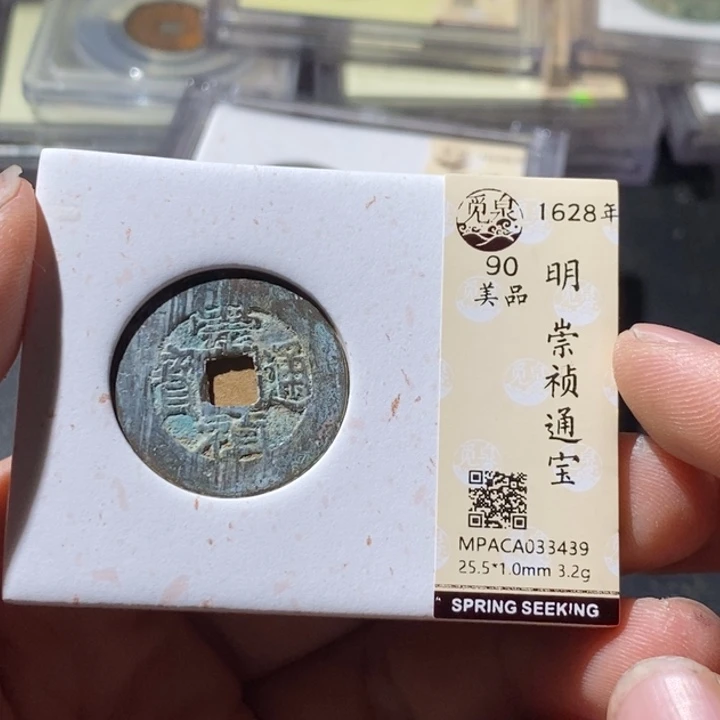 崇禎通寶
觅泉
1628年
90
美品
明 崇祯通宝
MPACA033439
25.5*1.0mm 3.2g
SPRING SEEKING